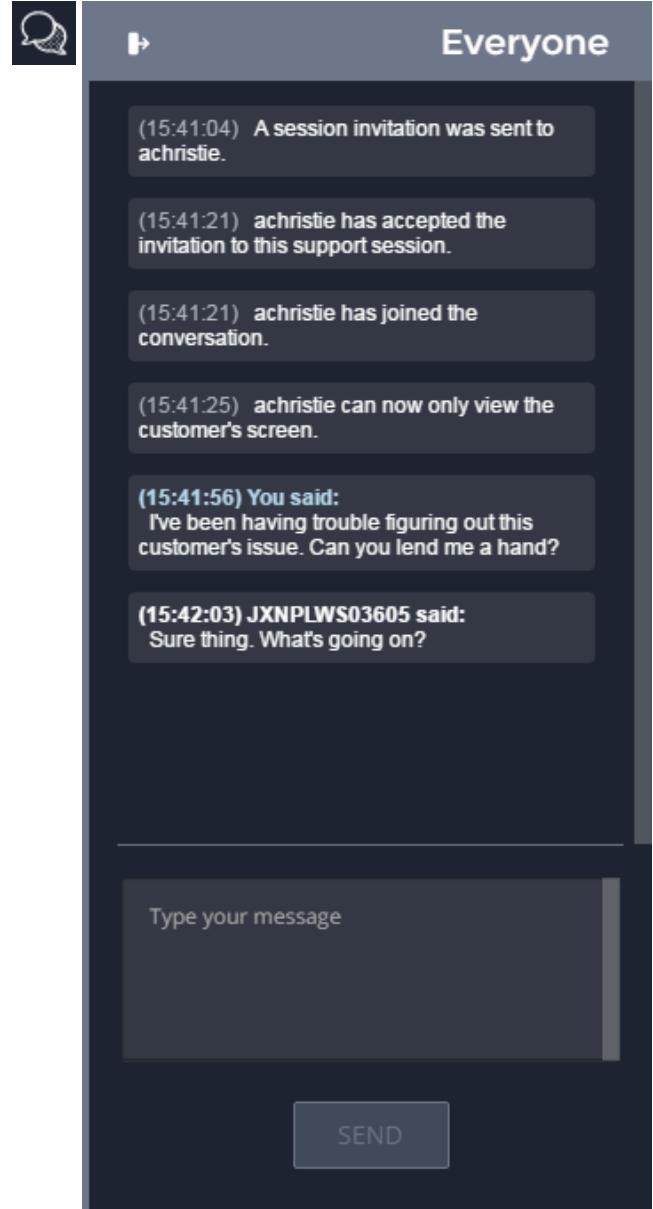 Everyone
(15:41:04) A session invitation was sent to
achristie.
(15:41:21) achristie has accepted the
invitation to this support session.
(15:41:21) achristie has joined the
conversation.
(15:41:25) achristie can now only view the
customer's screen.
(15:41:56) You said:
I've been having trouble figuring out this
customer's issue. Can you lend me a hand?
(15:42:03) JXNPLWS03605 said:
Sure thing. What's going on?
Type your message
SEND